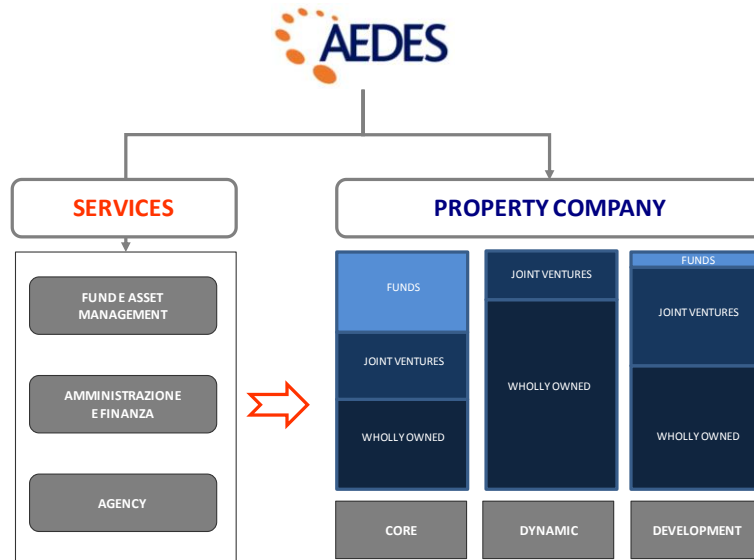 AEDES
SERVICES
PROPERTY COMPANY
FUND E ASSET
MANAGEMENT
AMMINISTRAZIONE
E FINANZA
AGENCY
FUNDS
JOINT VENTURES
WHOLLY OWNED
CORE
JOINT VENTURES
WHOLLY OWNED
DYNAMIC
FUNDS
JOINT VENTURES
WHOLLY OWNED
DEVELOPMENT